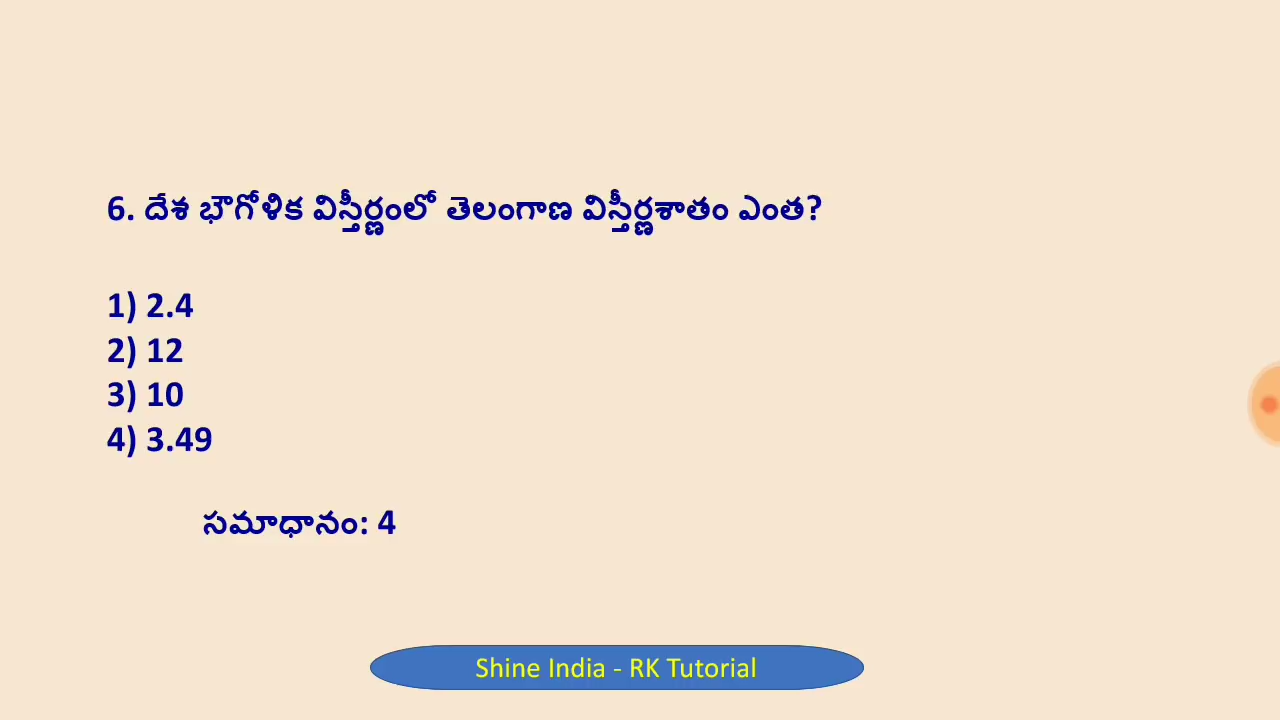 6. దేశ భౌగోళిక విస్తీర్ణంలో తెలంగాణ విస్తీర్ణశాతం ఎంత?
1) 2.4
2) 12
3) 10
4) 3.49
సమాధానం: 4
Shine India - RK Tutorial